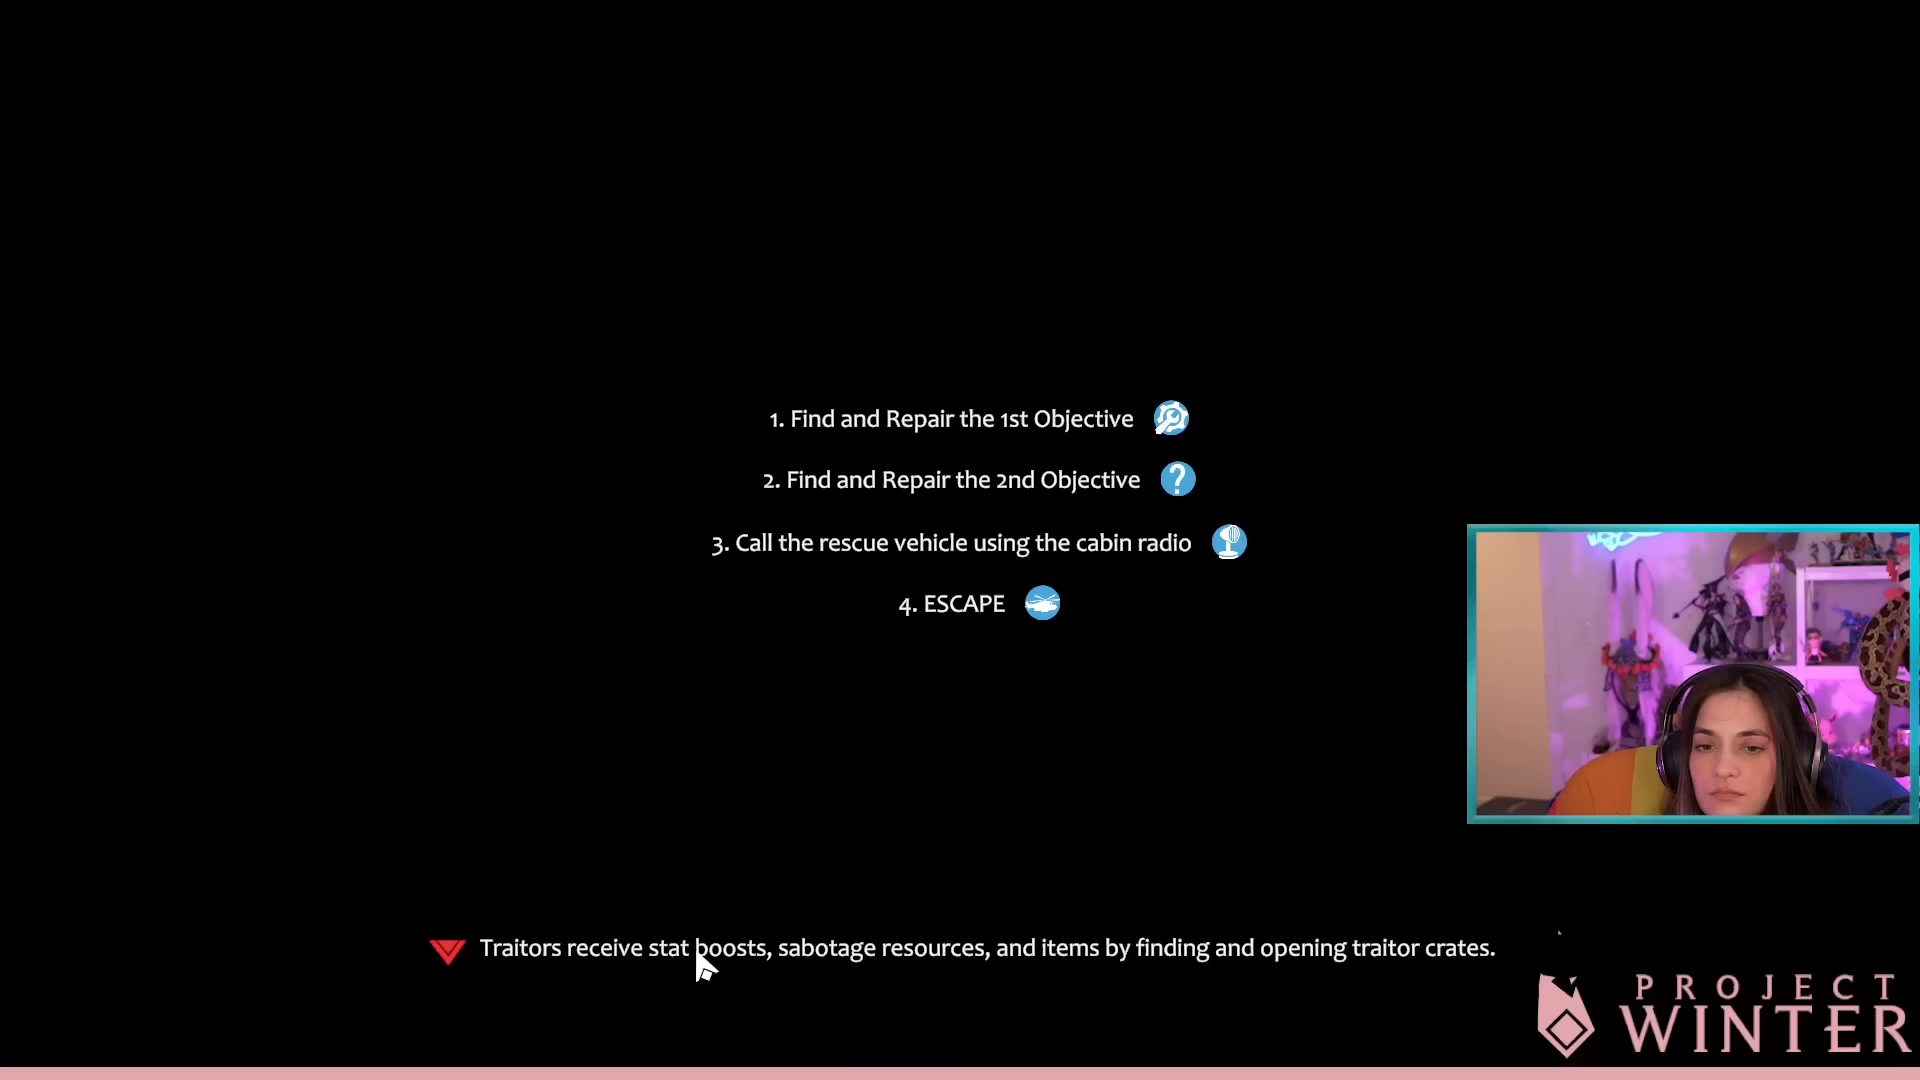 1. Find and Repair the 1st Objective
2. Find and Repair the 2nd Objective
?
3. Call the rescue vehicle using the cabin radio
4. ESCAPE
Traitors receive stat boosts, sabotage resources, and items by finding and opening traitor crates.
PROJECT
WINTER